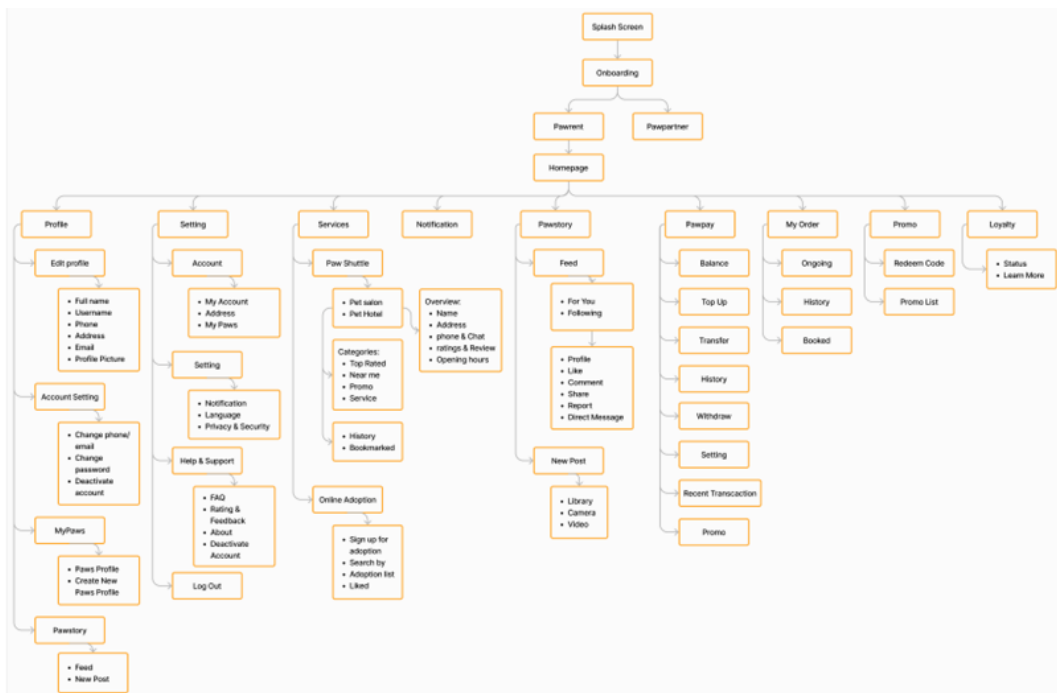 Splash Screen
Onboarding
Pawrent
Pawpartner
Homepage
Profile
Edit profile
• Full name
• Username
• Phone
• Address
• Email
• Profile Picture
Account Setting
• Change phone/
email
• Change
password
• Deactivate
account
MyPaws
• Paws Profile
• Create New
Paws Profile
Pawstory
• Feed
• New Post
Setting
Account
• My Account
• Address
• My Paws
Setting
• Notification
• Language
• Privacy & Security
Help & Support
• FAQ
• Rating &
Feedback
• About
• Deactivate
Account
Log Out
Services
Paw Shuttle
• Pet salon
• Pet Hotel
Categories:
• Top Rated
• Near me
• Promo
• Service
• History
• Bookmarked
Overview:
• Name
• Address
• phone & Chat
• ratings & Review
• Opening hours
Online Adoption
• Sign up for
adoption
• Search by
• Adoption list
• Liked
Notification
Pawstory
Feed
• For You
• Following
• Profile
• Like
• Comment
• Share
• Report
• Direct Message
New Post
• Library
• Camera
• Video
Pawpay
Balance
Top Up
Transfer
History
Withdraw
Setting
Recent Transcaction
Promo
My Order
Ongoing
History
Booked
Promo
Redeem Code
Promo List
Loyalty
• Status
• Learn More